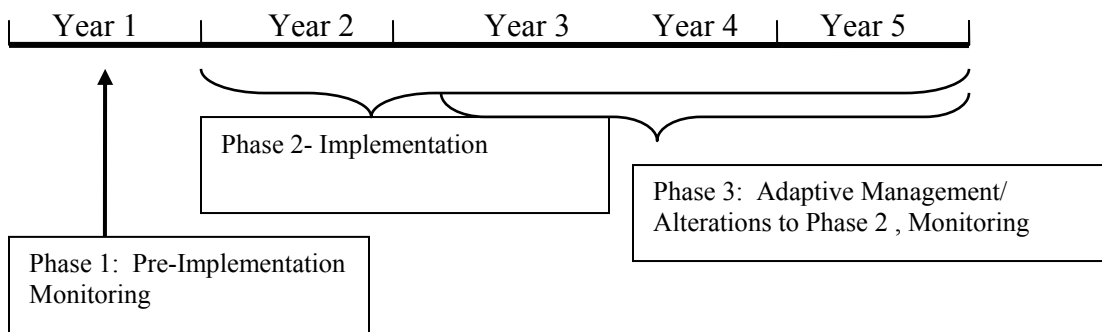 Year 1 Year 2 Year 3 Year 4 Year 5
Phase 2- Implementation
Phase 3: Adaptive Management/
Alterations to Phase 2 , Monitoring
Phase 1: Pre-Implementation
Monitoring